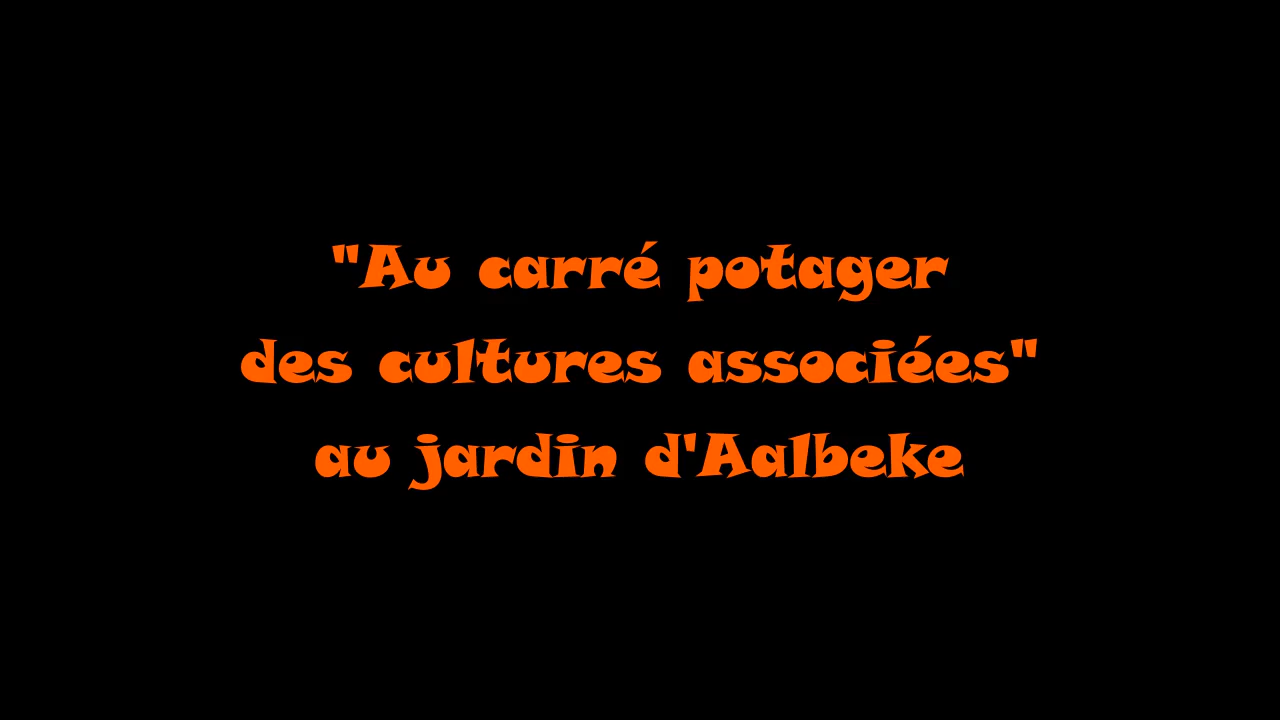 "Au carré potager
des cultures associées"
au jardin d'Aalbeke